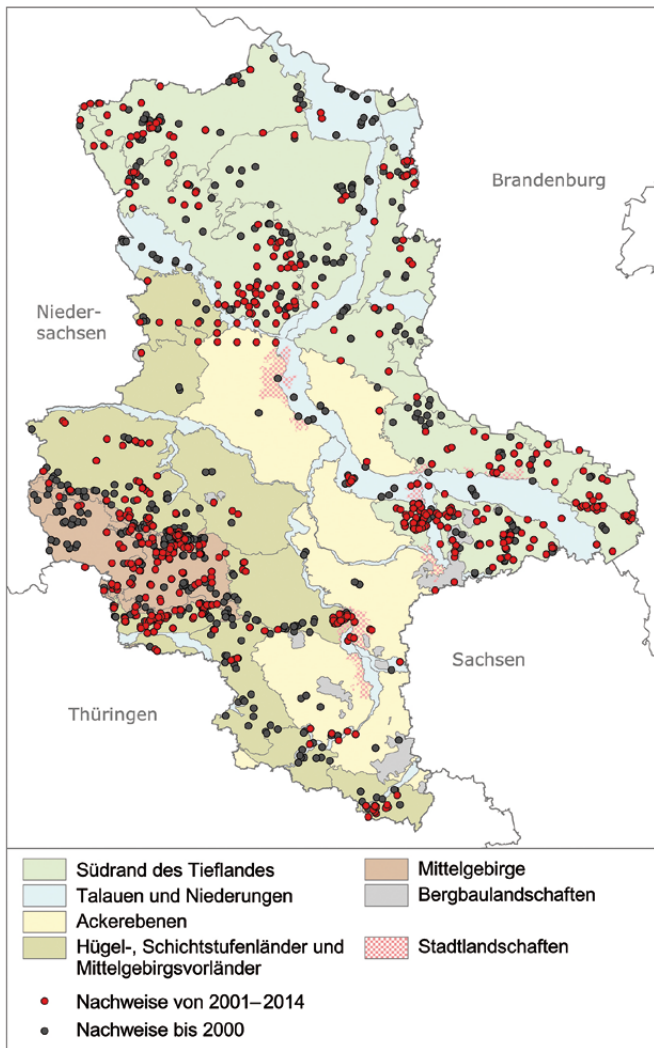 Brandenburg
Nieder-
sachsen
Sachsen
Thüringen
Südrand des Tieflandes
Talauen und Niederungen
Ackerebenen
Hügel-, Schichtstufenländer und
Mittelgebirgsvorländer
Mittelgebirge
Bergbaulandschaften
Stadtlandschaften
Nachweise von 2001–2014
Nachweise bis 2000